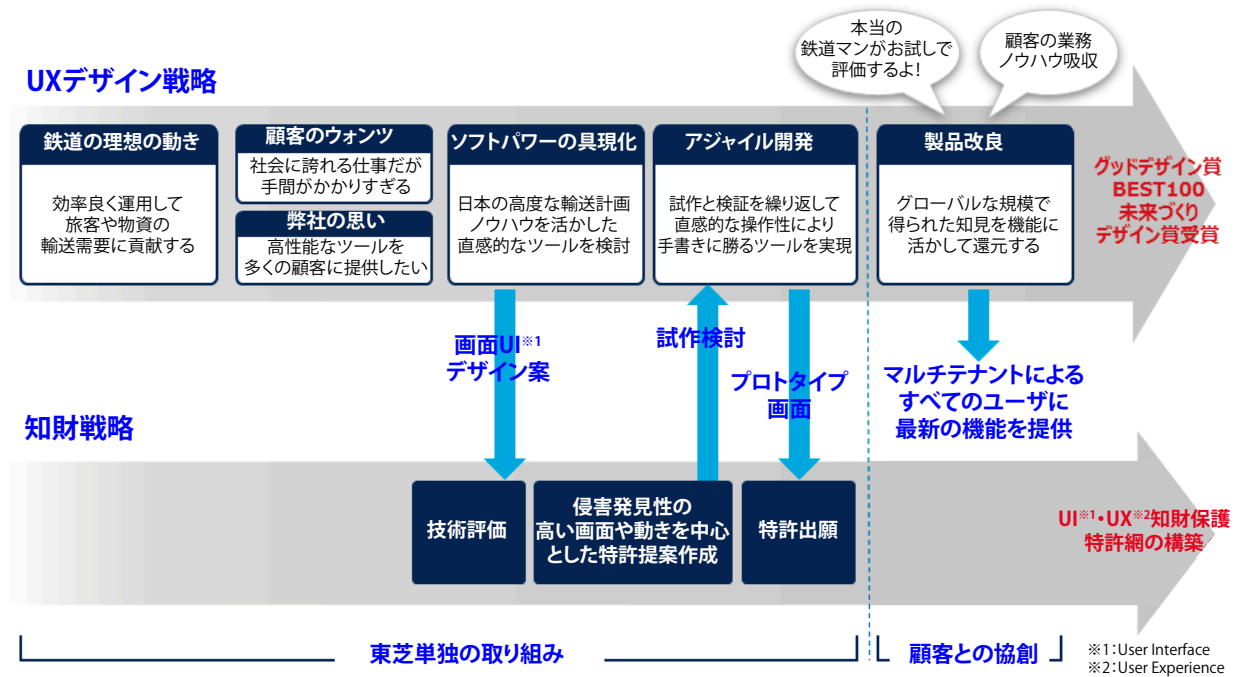 本当の
鉄道マンがお試しで
評価するよ!
顧客の業務
ノウハウ吸収
UXデザイン戦略
鉄道の理想の動き
効率良く運用して
旅客や物資の
輸送需要に貢献する
顧客のウォンツ
社会に誇れる仕事だが
手間がかかりすぎる
弊社の思い
高性能なツールを
多くの顧客に提供したい
ソフトパワーの具現化
日本の高度な輸送計画
ノウハウを活かした
直感的なツールを検討
アジャイル開発
試作と検証を繰り返して
直感的な操作性により
手書きに勝るツールを実現
製品改良
グローバルな規模で
得られた知見を機能に
活かして還元する
グッドデザイン賞
BEST100
未来づくり
デザイン賞受賞
画面UI※1
デザイン案
試作検討
プロトタイプ
画面
マルチテナントによる
すべてのユーザに
最新の機能を提供
知財戦略
技術評価
侵害発見性の
高い画面や動きを中心
とした特許提案作成
特許出願
UI※1・UX※2知財保護
特許網の構築
東芝単独の取り組み
顧客との協創
※1:User Interface
※2:User Experience